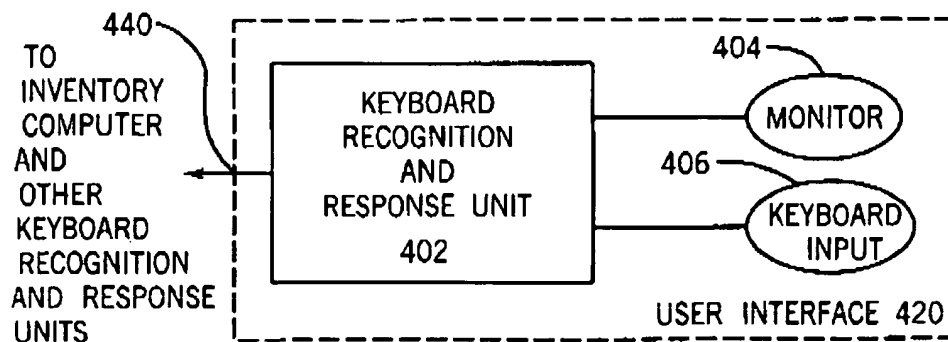 440
TO
INVENTORY
COMPUTER
AND
OTHER
KEYBOARD
RECOGNITION
AND RESPONSE
UNITS
KEYBOARD
RECOGNITION
AND
RESPONSE UNIT
402
404
MONITOR
406
KEYBOARD
INPUT
USER INTERFACE 420